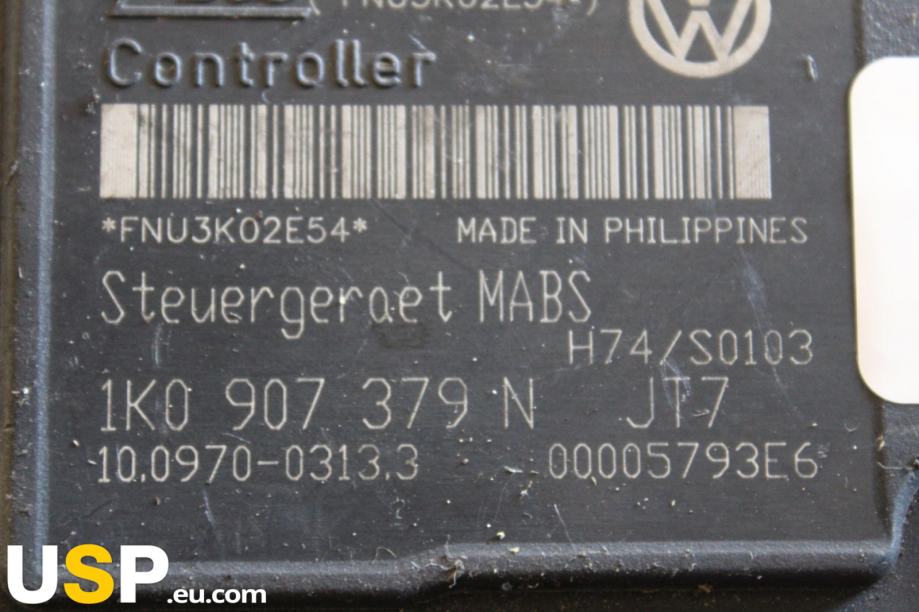 Controller
*FNU3K02E54* MADE IN PHILIPPINES
Steuergeraet MABS
H74/S0103
1K0 907 379 N JT7
10.0970-0313.3 00005793E6
USP.eu.com